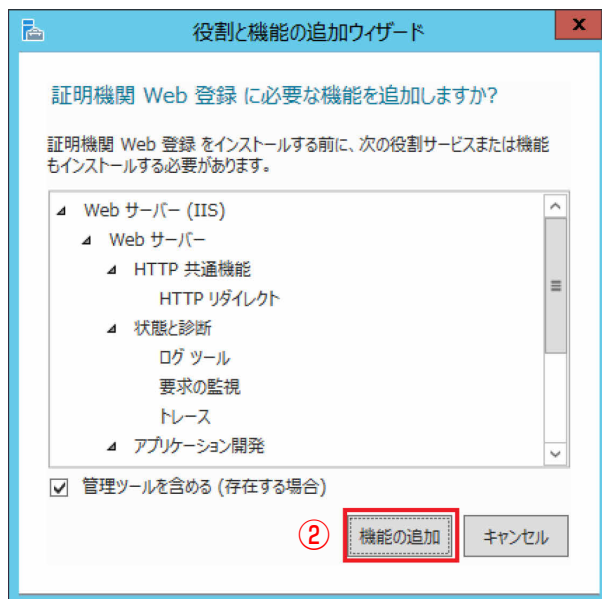 役割と機能の追加ウィザード
x
証明機関 Web 登録 に必要な機能を追加しますか?
証明機関 Web 登録 をインストールする前に、次の役割サービスまたは機能
もインストールする必要があります。
Web サーバー (IIS)
Web サーバー
HTTP 共通機能
HTTP リダイレクト
状態と診断
ログ ツール
要求の監視
トレース
アプリケーション開発
管理ツールを含める (存在する場合)
② 機能の追加 キャンセル